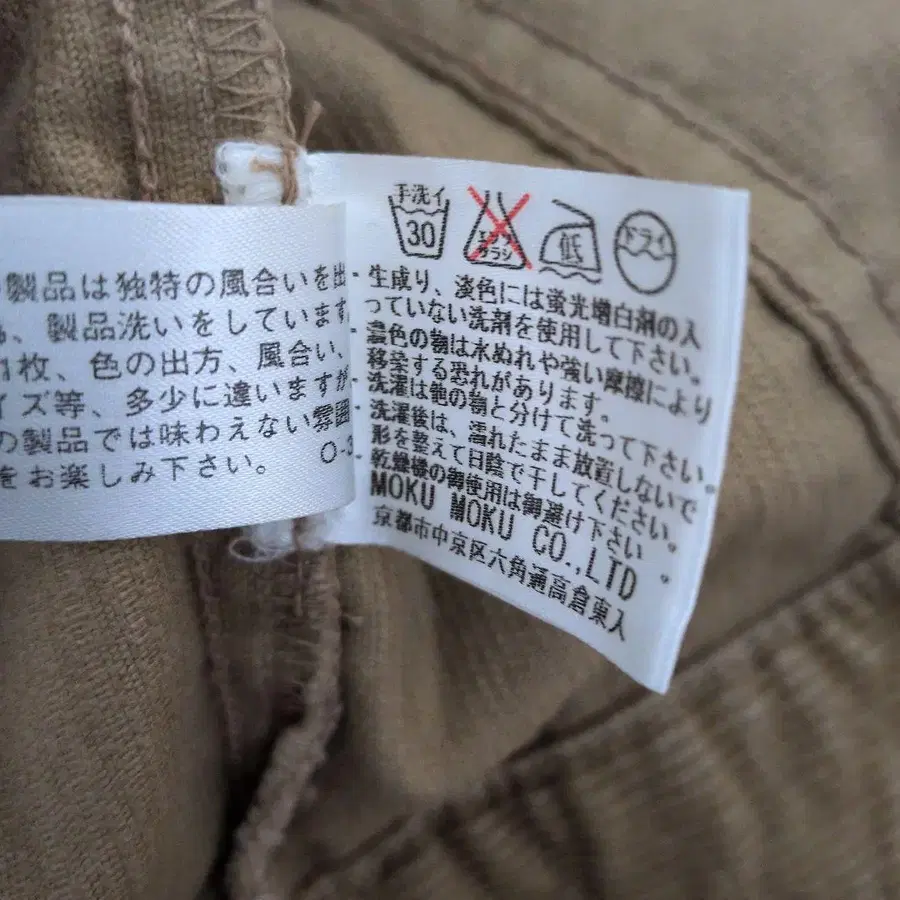 製品は独特の風合いを出
、製品洗いをしています
1枚、色の出方、風合い、
イズ等、多少に違いますが
の製品では味わえない雰囲
をお楽しみ下さい。
O-3
手洗イ
30
エンソ
サラシ
低
ドライ
・生成り、淡色には蛍光増白剤の入
っていない洗剤を使用して下さい。
・濃色の物は水ぬれや強い摩擦により
移染する恐れがあります。
・洗濯は他の物と分けて洗って下さい。
・洗濯後は、濡れたまま放置しないで
形を整えて日陰で干してください。
・乾燥機の御使用は御避け下さい。
MOKU MOKU CO.,LTD
京都市中京区六角通高倉東入